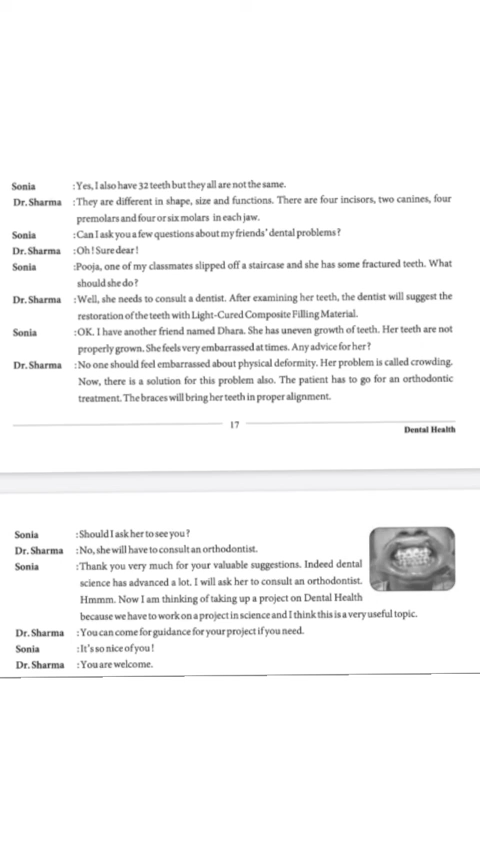 Sonia :Yes, I also have 32 teeth but they all are not the same.
Dr. Sharma :They are different in shape, size and functions. There are four incisors, two canines, four
premolars and four or six molars in each jaw.
Sonia :Can I ask you a few questions about my friends' dental problems?
Dr. Sharma :Oh! Sure dear!
Sonia :Pooja, one of my classmates slipped off a staircase and she has some fractured teeth. What
should she do?
Dr. Sharma :Well, she needs to consult a dentist. After examining her teeth, the dentist will suggest the
restoration of the teeth with Light-Cured Composite Filling Material.
Sonia :OK. I have another friend named Dhara. She has uneven growth of teeth. Her teeth are not
properly grown. She feels very embarrassed at times. Any advice for her?
Dr. Sharma :No one should feel embarrassed about physical deformity. Her problem is called crowding.
Now, there is a solution for this problem also. The patient has to go for an orthodontic
treatment. The braces will bring her teeth in proper alignment.
17
Dental Health
Sonia :Should I ask her to see you?
Dr. Sharma :No, she will have to consult an orthodontist.
Sonia :Thank you very much for your valuable suggestions. Indeed dental
science has advanced a lot. I will ask her to consult an orthodontist.
Hmmm. Now I am thinking of taking up a project on Dental Health
because we have to work on a project in science and I think this is a very useful topic.
Dr. Sharma :You can come for guidance for your project if you need.
Sonia :It's so nice of you!
Dr. Sharma :You are welcome.